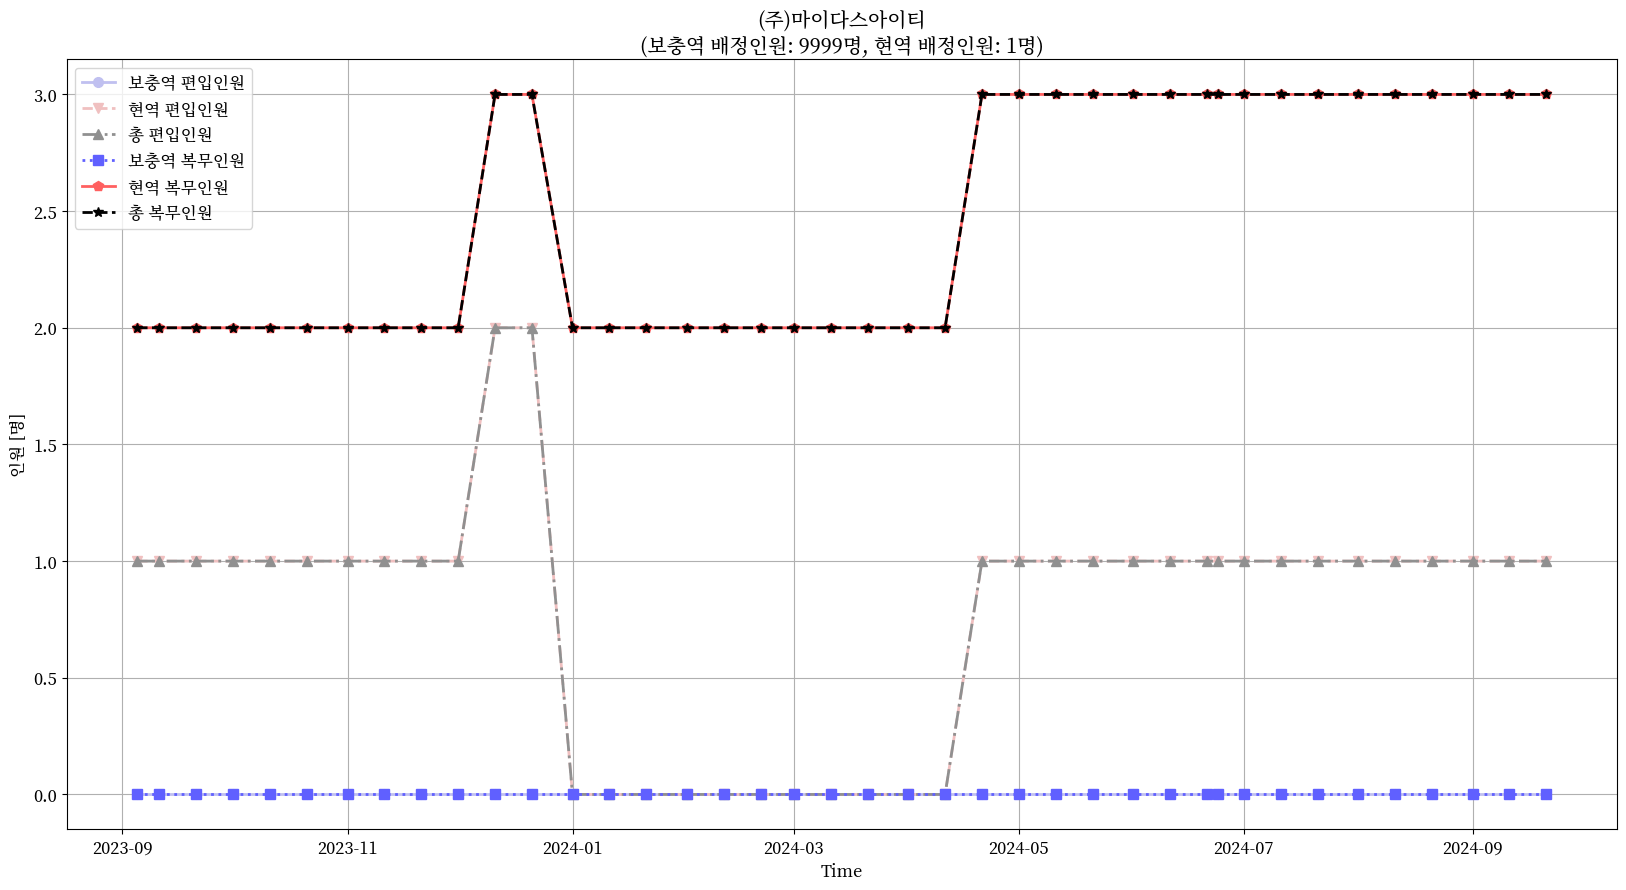 (주)마이다스아이티
(보충역 배정인원: 9999명, 현역 배정인원: 1명)
보충역 편입인원
현역 편입인원
총 편입인원
보충역 복무인원
현역 복무인원
총 복무인원
인원 [명]
3.0
2.5
2.0
1.5
1.0
0.5
0.0
2023-09
2023-11
2024-01
2024-03
2024-05
2024-07
2024-09
Time